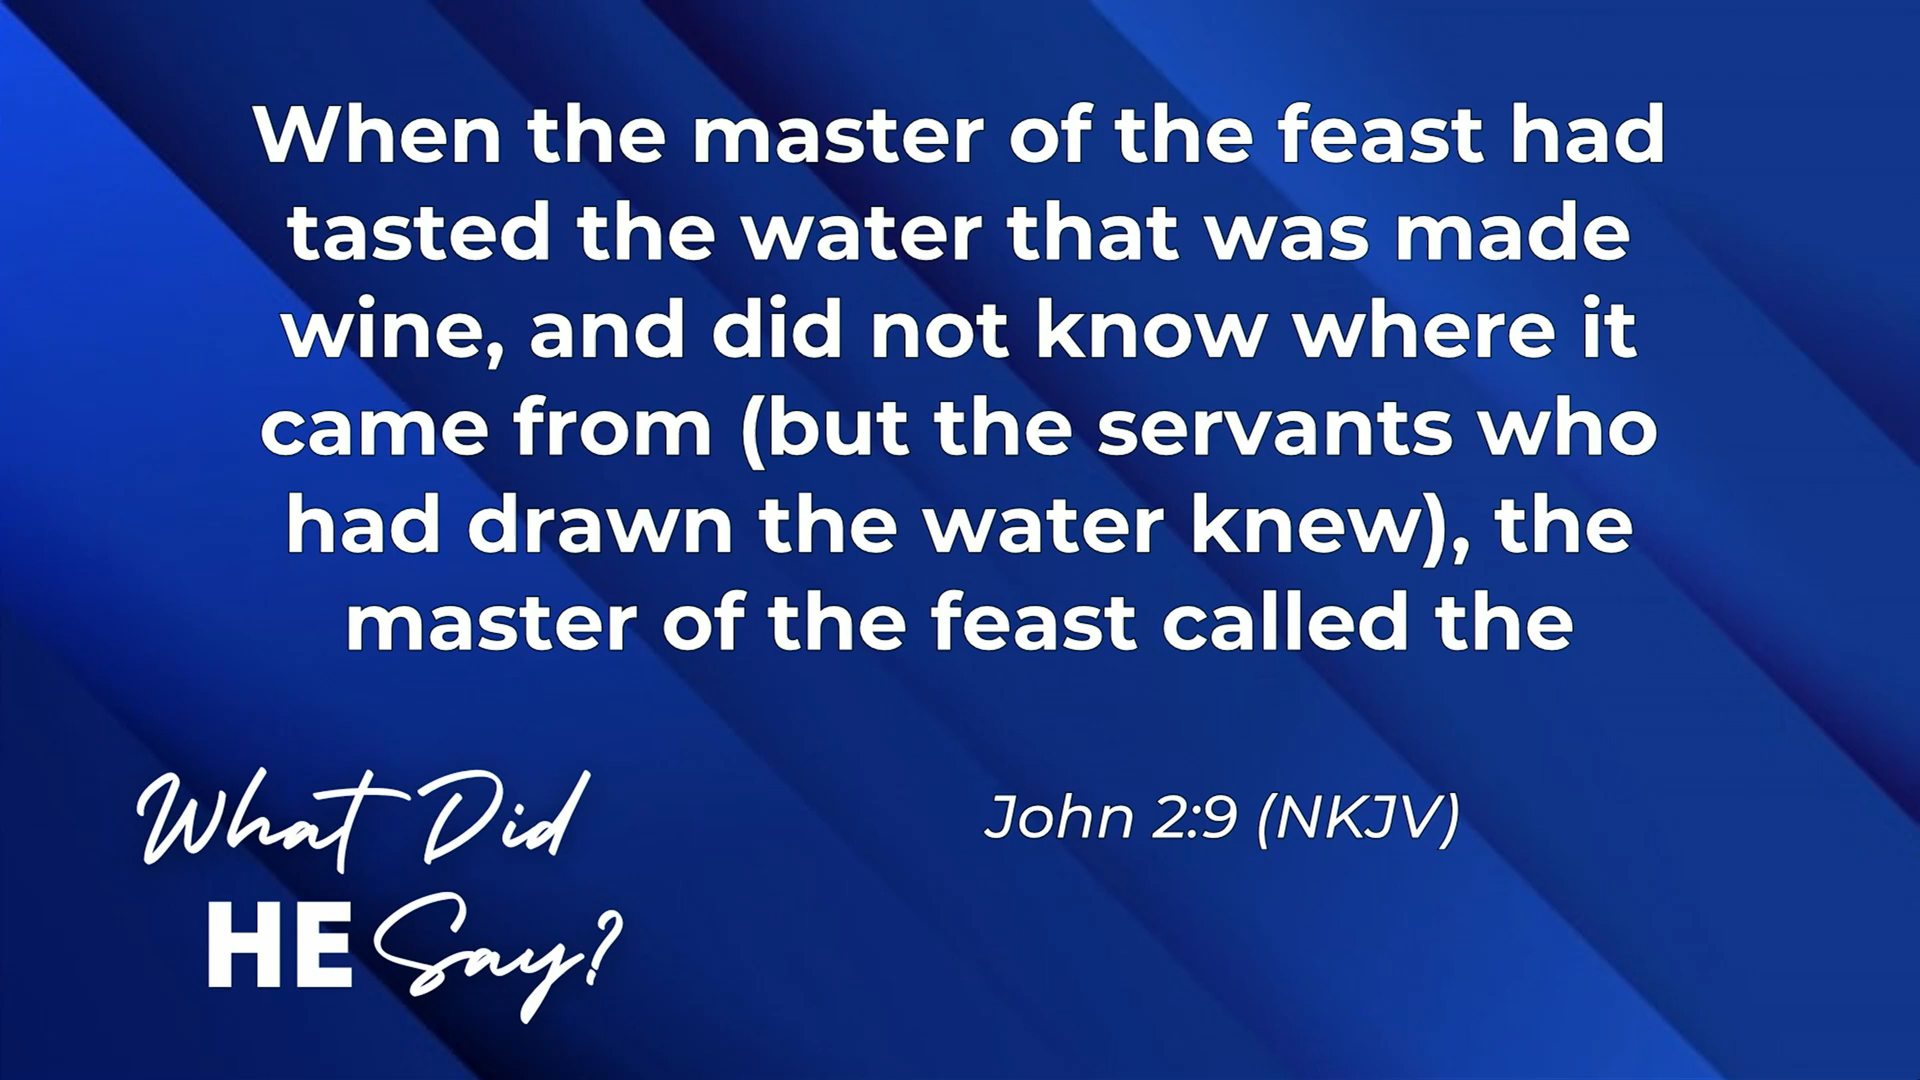 When the master of the feast had
tasted the water that was made
wine, and did not know where it
came from (but the servants who
had drawn the water knew), the
master of the feast called the
John 2:9 (NKJV)
What Did
HE Say?